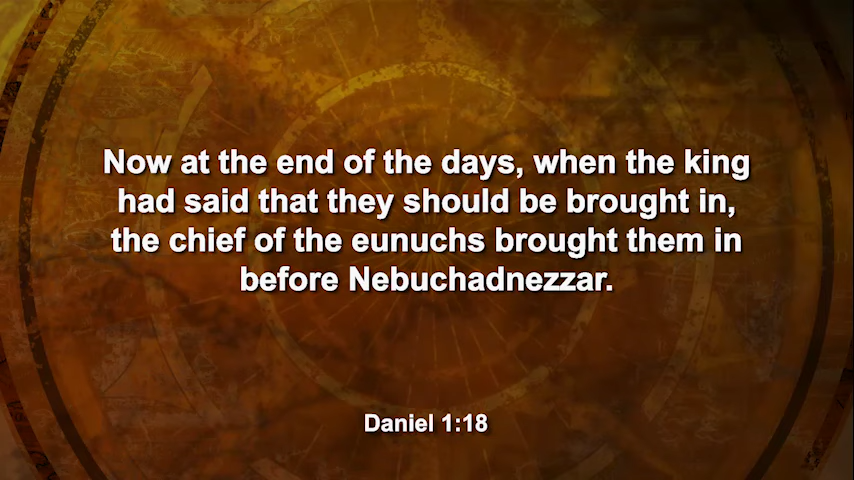 Now at the end of the days, when the king
had said that they should be brought in,
the chief of the eunuchs brought them in
before Nebuchadnezzar.
Daniel 1:18